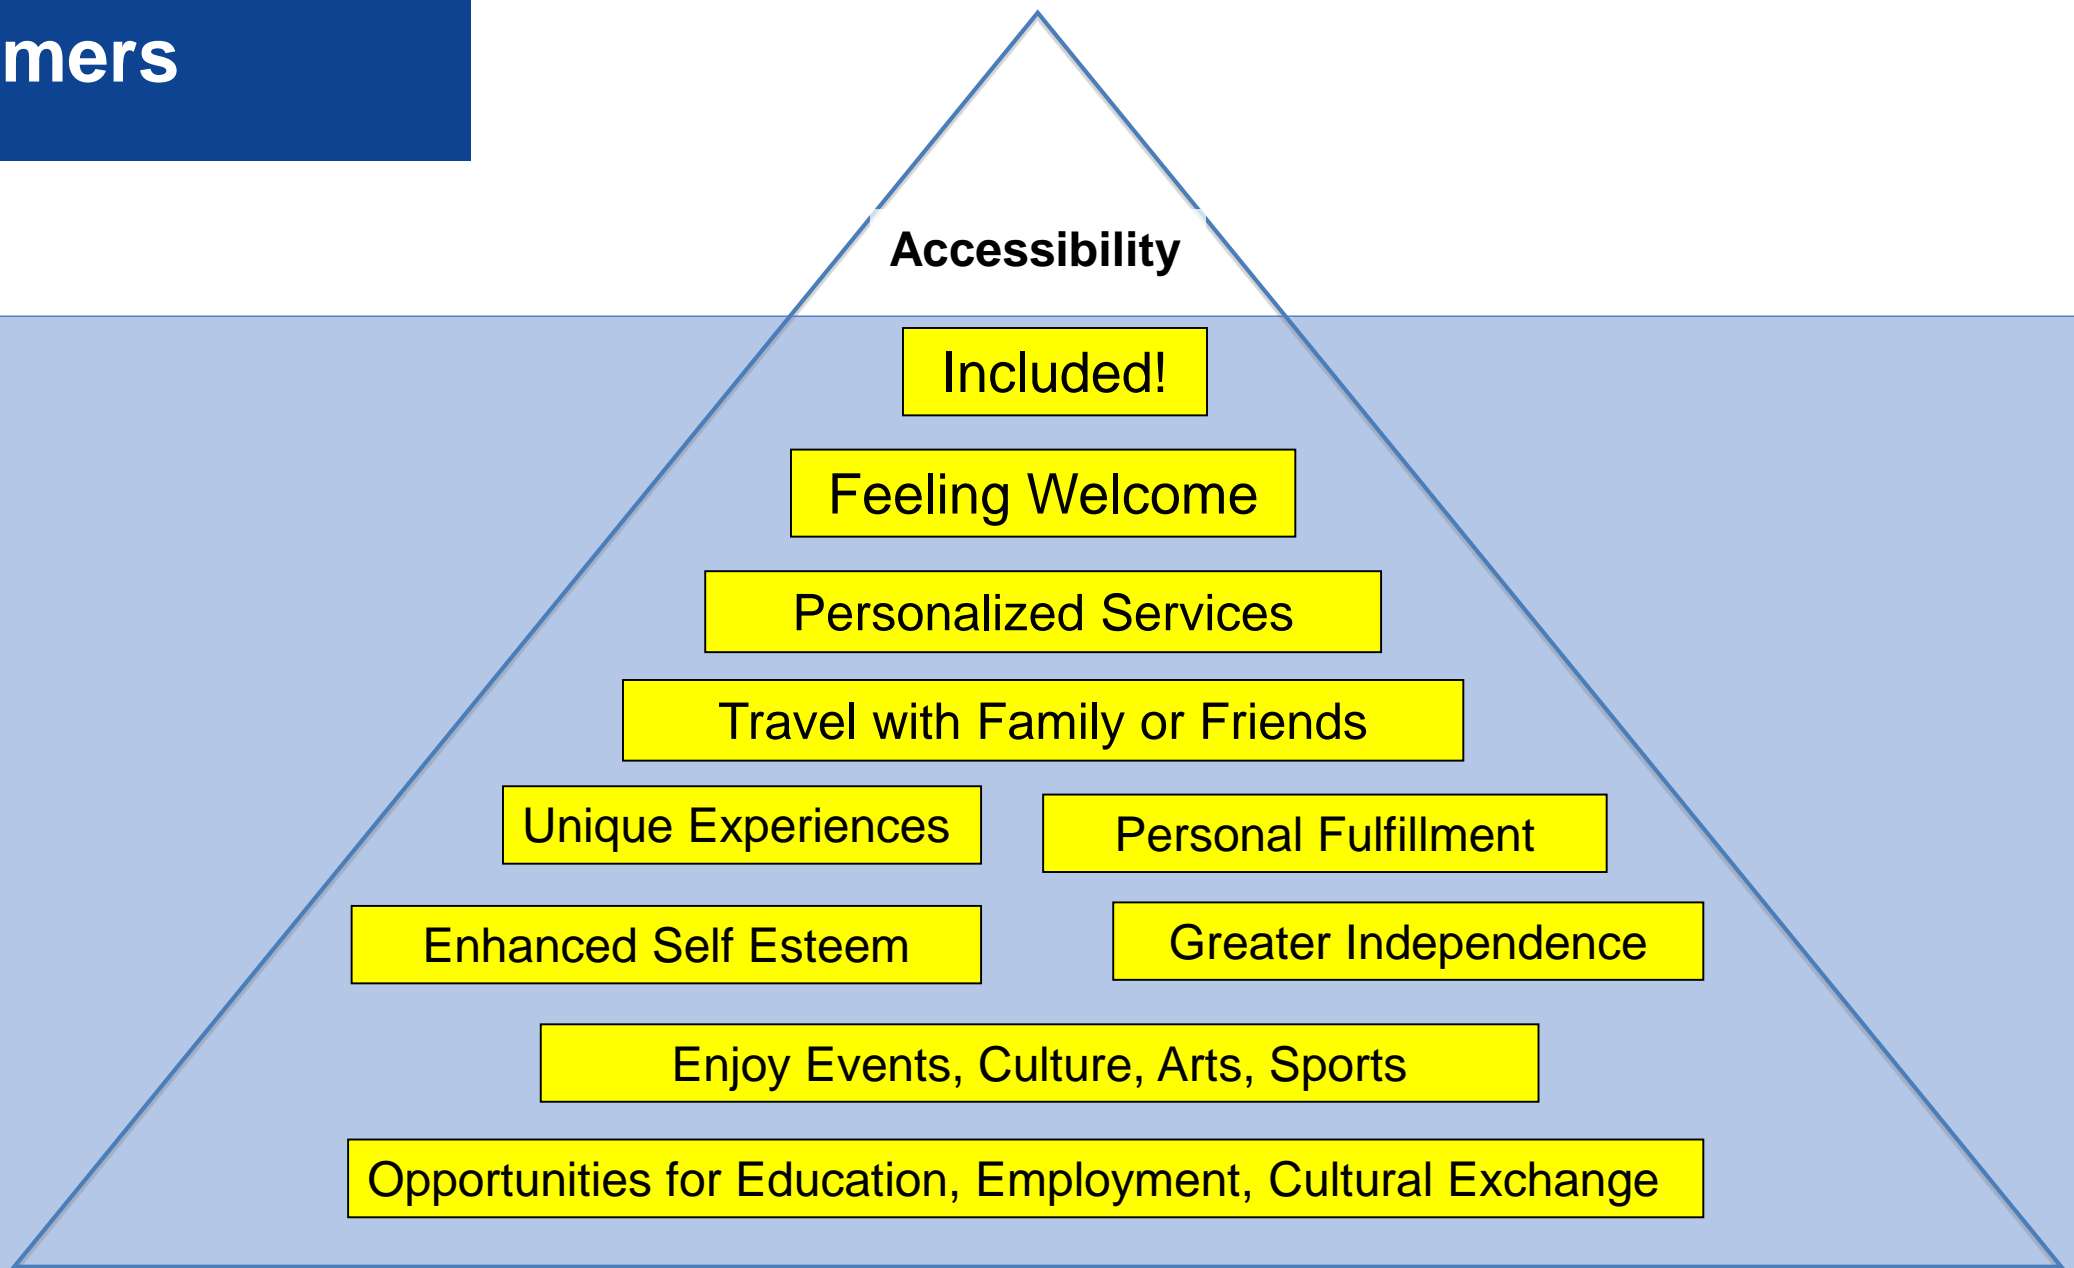 mers
Accessibility
Included!
Feeling Welcome
Personalized Services
Travel with Family or Friends
Unique Experiences
Personal Fulfillment
Enhanced Self Esteem
Greater Independence
Enjoy Events, Culture, Arts, Sports
Opportunities for Education, Employment, Cultural Exchange